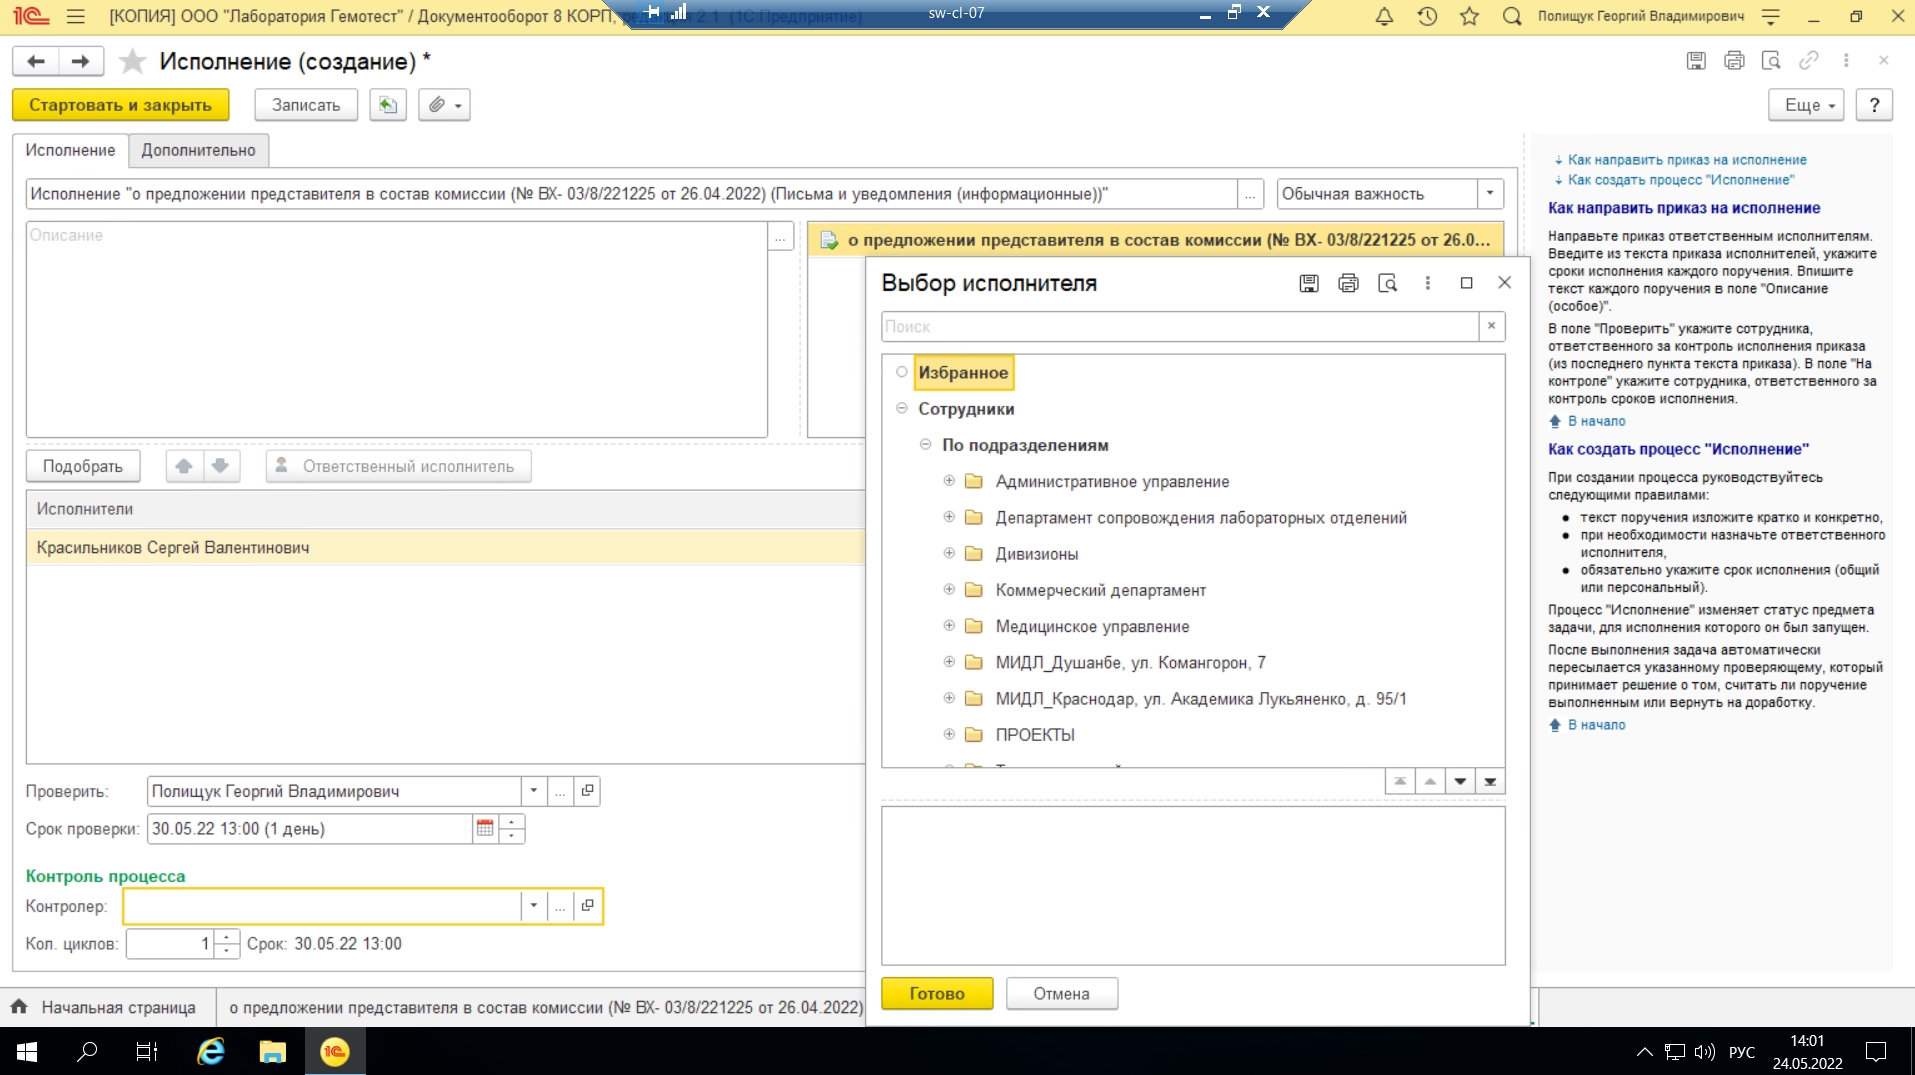 [КОПИЯ] ООО "Лаборатория Гемотест" / Документооборот 8 КОРП, редакция 2.1 (1С:Предприятие)
sw-cl-07
Полищук Георгий Владимирович
Исполнение (создание) *
Стартовать и закрыть
Записать
Еще
?
Исполнение
Дополнительно
Исполнение "о предложении представителя в состав комиссии (№ ВХ- 03/8/221225 от 26.04.2022) (Письма и уведомления (информационные))"
...
Обычная важность
Описание
...
о предложении представителя в состав комиссии (№ ВХ- 03/8/221225 от 26.0...
Подобрать
Ответственный исполнитель
Исполнители
Красильников Сергей Валентинович
Проверить:
Полищук Георгий Владимирович
...
Срок проверки:
30.05.22 13:00 (1 день)
Контроль процесса
Контролер:
...
Кол. циклов:
1
Срок: 30.05.22 13:00
Выбор исполнителя
Поиск
Избранное
Сотрудники
По подразделениям
Административное управление
Департамент сопровождения лабораторных отделений
Дивизионы
Коммерческий департамент
Медицинское управление
МИДЛ_Душанбе, ул. Комангорон, 7
МИДЛ_Краснодар, ул. Академика Лукьяненко, д. 95/1
ПРОЕКТЫ
Готово
Отмена
Как направить приказ на исполнение
Как создать процесс "Исполнение"
Как направить приказ на исполнение
Направьте приказ ответственным исполнителям.
Введите из текста приказа исполнителей, укажите
сроки исполнения каждого поручения. Впишите
текст каждого поручения в поле "Описание
(особое)".
В поле "Проверить" укажите сотрудника,
ответственного за контроль исполнения приказа
(из последнего пункта текста приказа). В поле "На
контроле" укажите сотрудника, ответственного за
контроль сроков исполнения.
В начало
Как создать процесс "Исполнение"
При создании процесса руководствуйтесь
следующими правилами:
текст поручения изложите кратко и конкретно,
при необходимости назначьте ответственного
исполнителя,
обязательно укажите срок исполнения (общий
или персональный).
Процесс "Исполнение" изменяет статус предмета
задачи, для исполнения которого он был запущен.
После выполнения задача автоматически
пересылается указанному проверяющему, который
принимает решение о том, считать ли поручение
выполненным или вернуть на доработку.
В начало
Начальная страница
о предложении представителя в состав комиссии (№ ВХ- 03/8/221225 от 26.04.2022)
РУС
14:01
24.05.2022